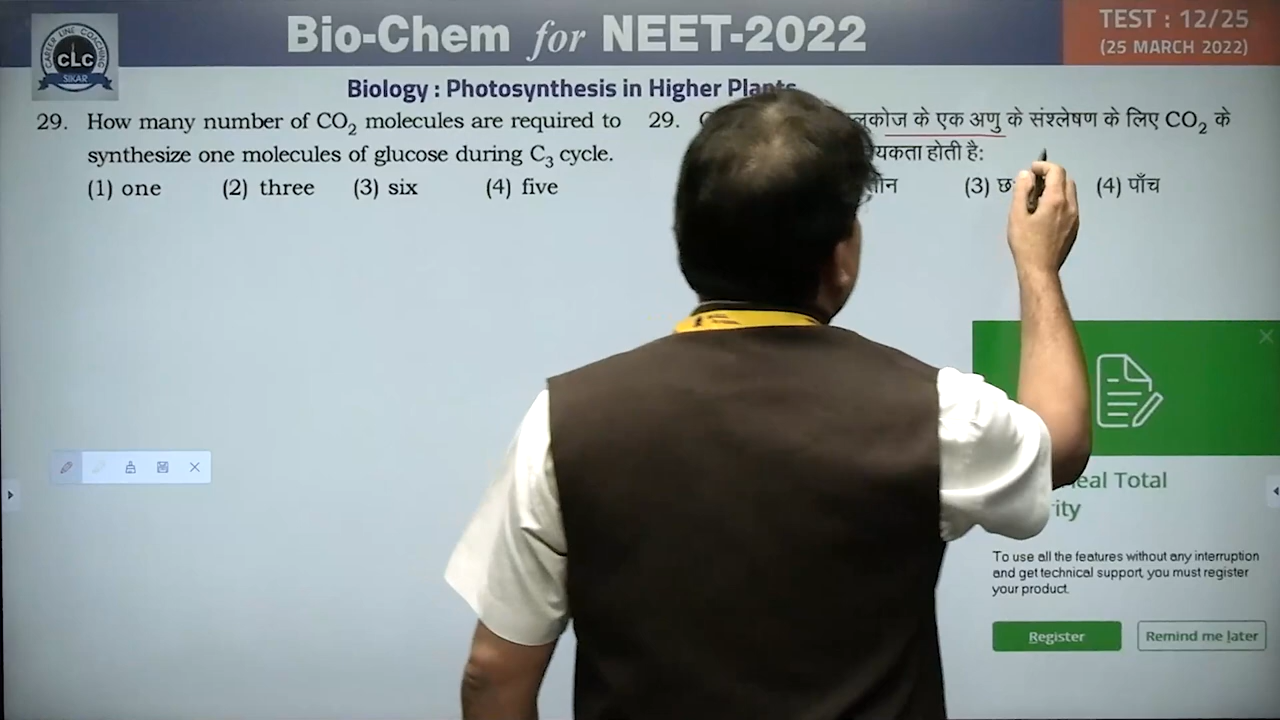 Bio-Chem for NEET-2022
TEST : 12/25
(25 MARCH 2022)
CAREER LINE COACHING
CLC
SIKAR
Biology : Photosynthesis in Higher Plants
29. How many number of CO₂ molecules are required to
synthesize one molecules of glucose during C₃ cycle.
(1) one (2) three (3) six (4) five
29. के एक अणु के संश्लेषण के लिए CO₂ के
होती है:
(3) (4) पाँच
Total
To use all the features without any interruption
and get technical support, you must register
your product.
Register
Remind me later